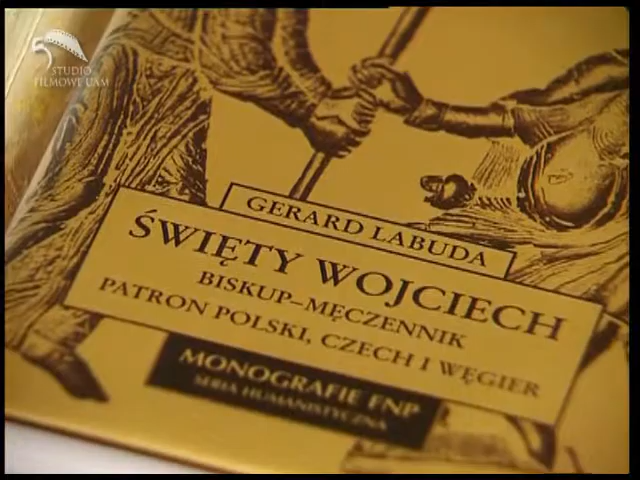 STUDIO
FILMOWE UAM
GERARD LABUDA
ŚWIĘTY WOJCIECH
BISKUP-MĘCZENNIK
PATRON POLSKI, CZECH I WĘGIER
MONOGRAFIE FNP
SERIA HUMANISTYCZNA